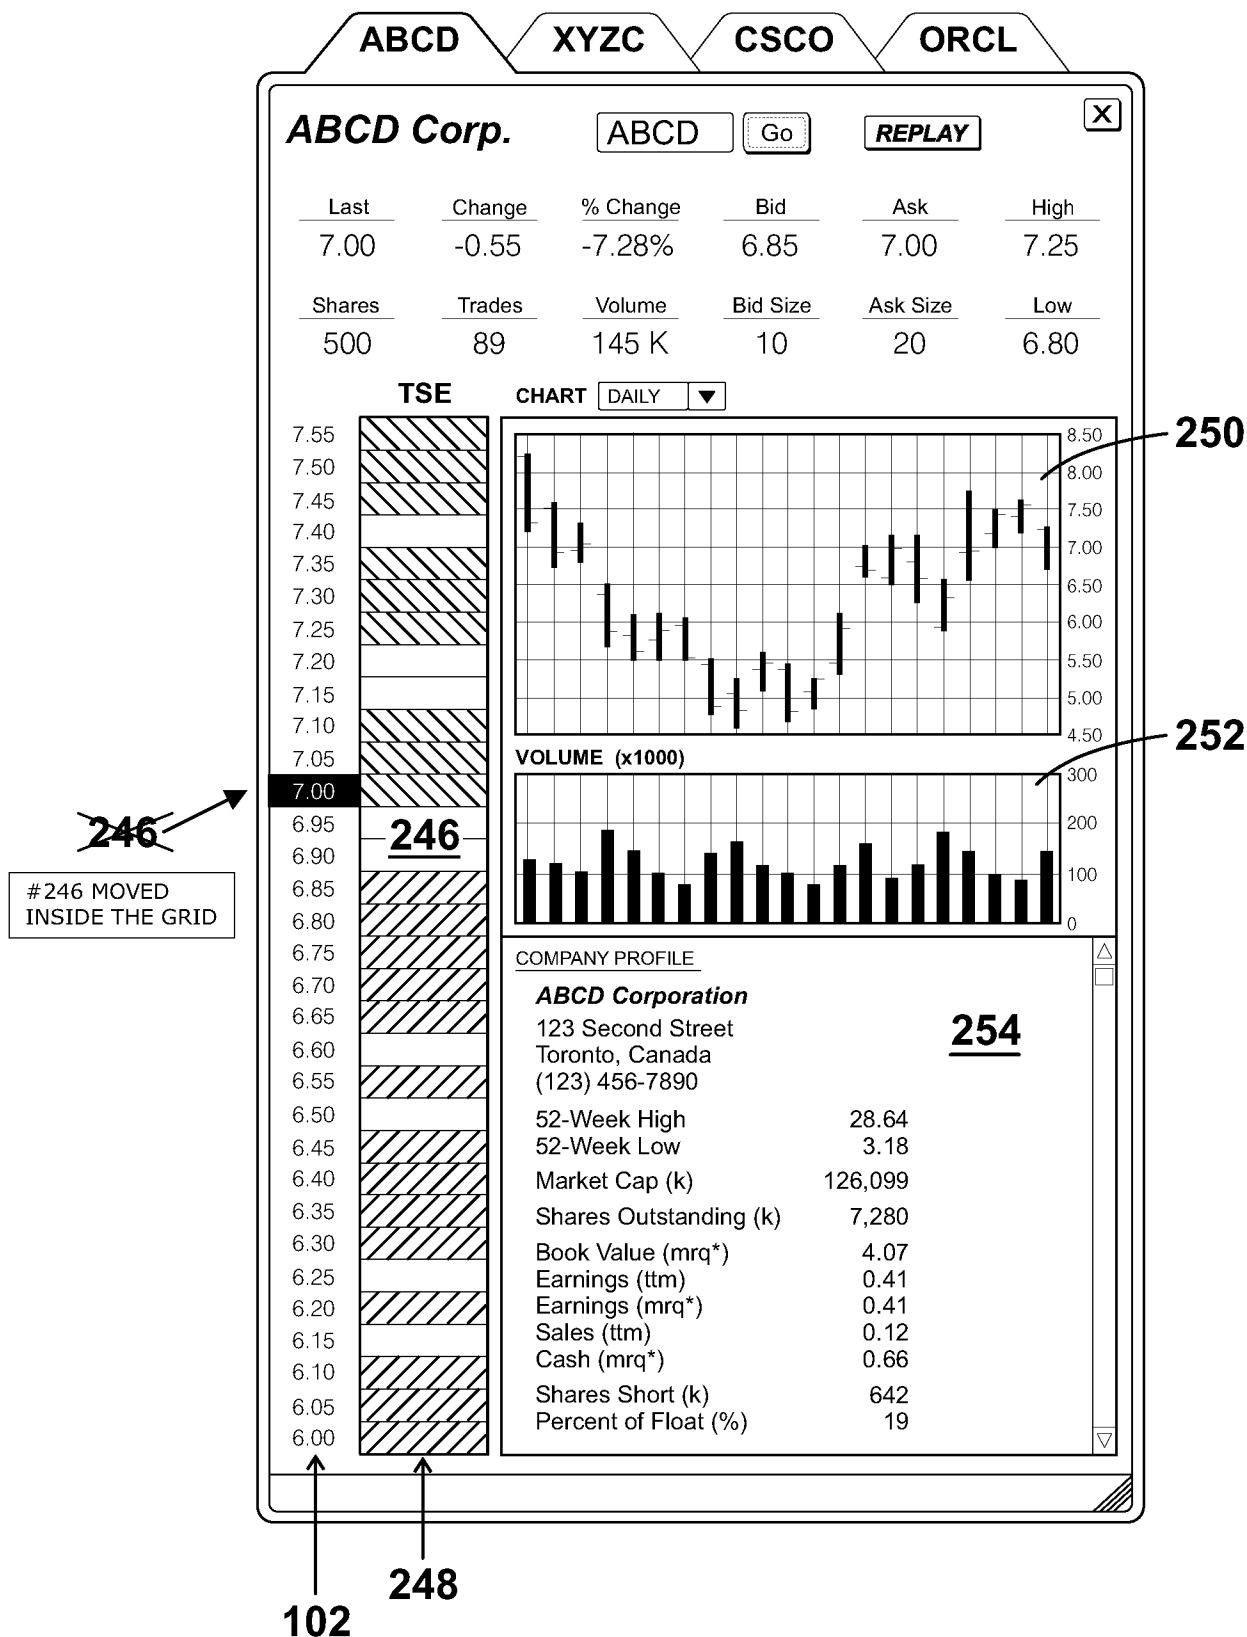 ABCD XYZC CSCO ORCL
ABCD Corp. ABCD Go REPLAY X
Last Change % Change Bid Ask High
7.00 -0.55 -7.28% 6.85 7.00 7.25
Shares Trades Volume Bid Size Ask Size Low
500 89 145 K 10 20 6.80
TSE
7.55
7.50
7.45
7.40
7.35
7.30
7.25
7.20
7.15
7.10
7.05
7.00
6.95
6.90
6.85
6.80
6.75
6.70
6.65
6.60
6.55
6.50
6.45
6.40
6.35
6.30
6.25
6.20
6.15
6.10
6.05
6.00
246
246
#246 MOVED
INSIDE THE GRID
CHART DAILY
8.50
8.00
7.50
7.00
6.50
6.00
5.50
5.00
4.50
250
VOLUME (x1000)
300
200
100
0
252
COMPANY PROFILE
ABCD Corporation
123 Second Street
Toronto, Canada
(123) 456-7890
254
52-Week High 28.64
52-Week Low 3.18
Market Cap (k) 126,099
Shares Outstanding (k) 7,280
Book Value (mrq*) 4.07
Earnings (ttm) 0.41
Earnings (mrq*) 0.41
Sales (ttm) 0.12
Cash (mrq*) 0.66
Shares Short (k) 642
Percent of Float (%) 19
248
102